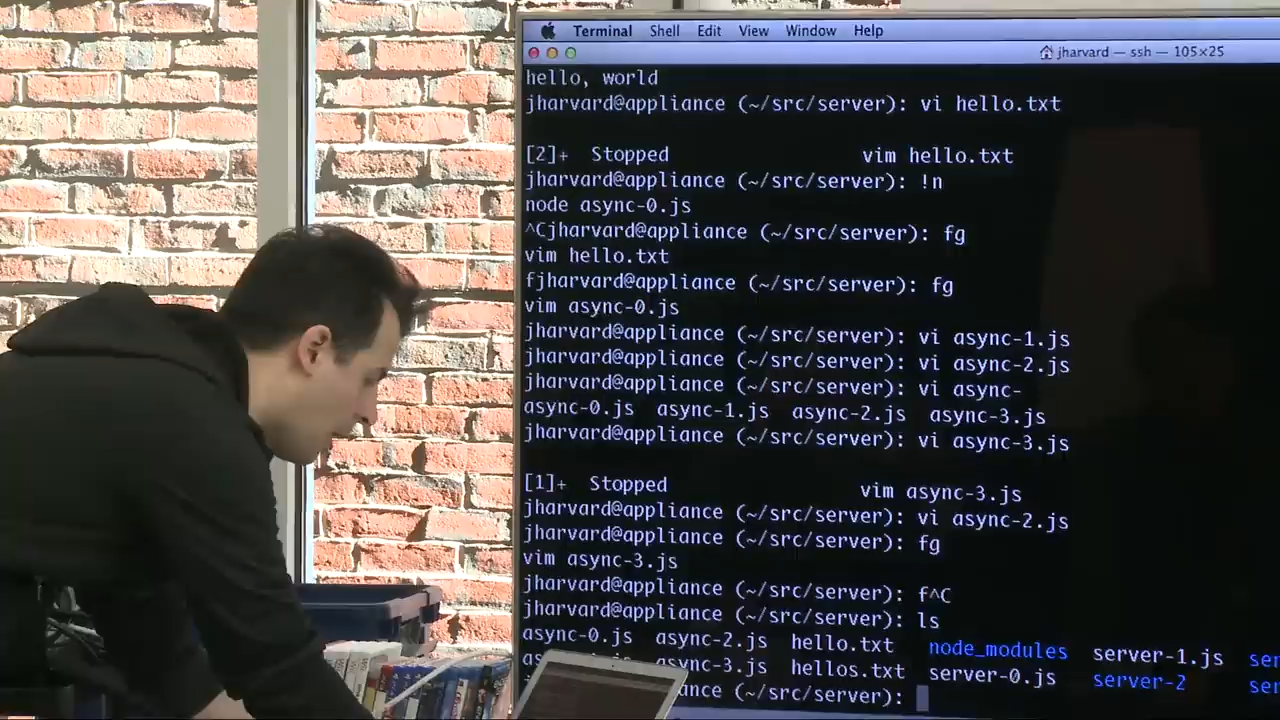 Terminal Shell Edit View Window Help
jharvard — ssh — 105×25
hello, world
jharvard@appliance (~/src/server): vi hello.txt
[2]+ Stopped vim hello.txt
jharvard@appliance (~/src/server): !n
node async-0.js
^Cjharvard@appliance (~/src/server): fg
vim hello.txt
fjharvard@appliance (~/src/server): fg
vim async-0.js
jharvard@appliance (~/src/server): vi async-1.js
jharvard@appliance (~/src/server): vi async-2.js
jharvard@appliance (~/src/server): vi async-
async-0.js async-1.js async-2.js async-3.js
jharvard@appliance (~/src/server): vi async-3.js
[1]+ Stopped vim async-3.js
jharvard@appliance (~/src/server): vi async-2.js
jharvard@appliance (~/src/server): fg
vim async-3.js
jharvard@appliance (~/src/server): f^C
jharvard@appliance (~/src/server): ls
async-0.js async-2.js hello.txt node_modules server-1.js
async-3.js hellos.txt server-0.js server-2
(~/src/server):